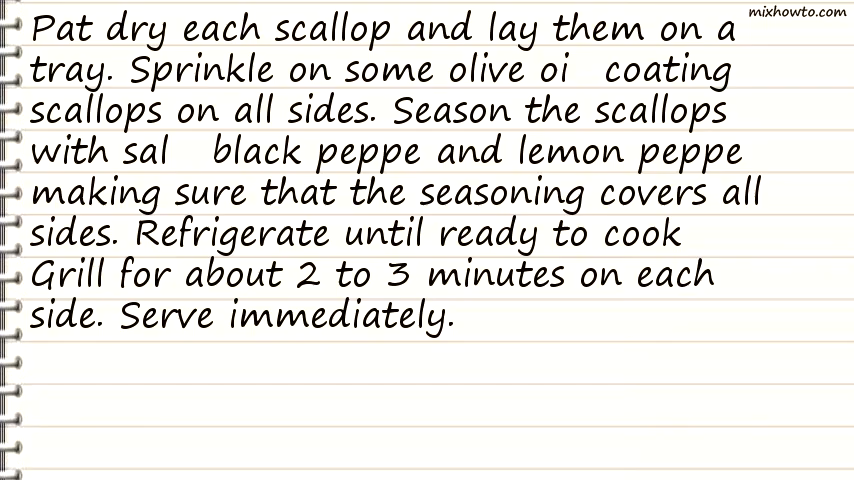 mixhowto.com
Pat dry each scallop and lay them on a
tray. Sprinkle on some olive oi coating
scallops on all sides. Season the scallops
with sal black peppe and lemon peppe
making sure that the seasoning covers all
sides. Refrigerate until ready to cook
Grill for about 2 to 3 minutes on each
side. Serve immediately.